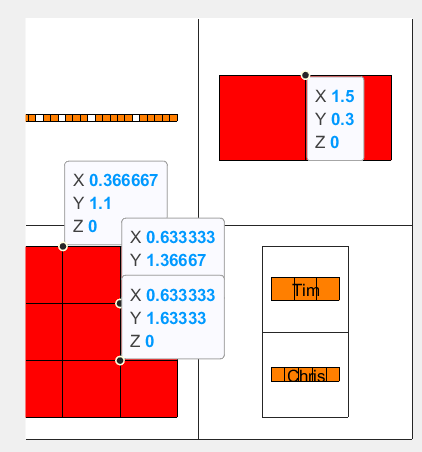 X 1.5
Y 0.3
Z 0
X 0.366667
Y 1.1
Z 0
X 0.633333
Y 1.36667
X 0.633333
Y 1.63333
Z 0
Tim
Chris